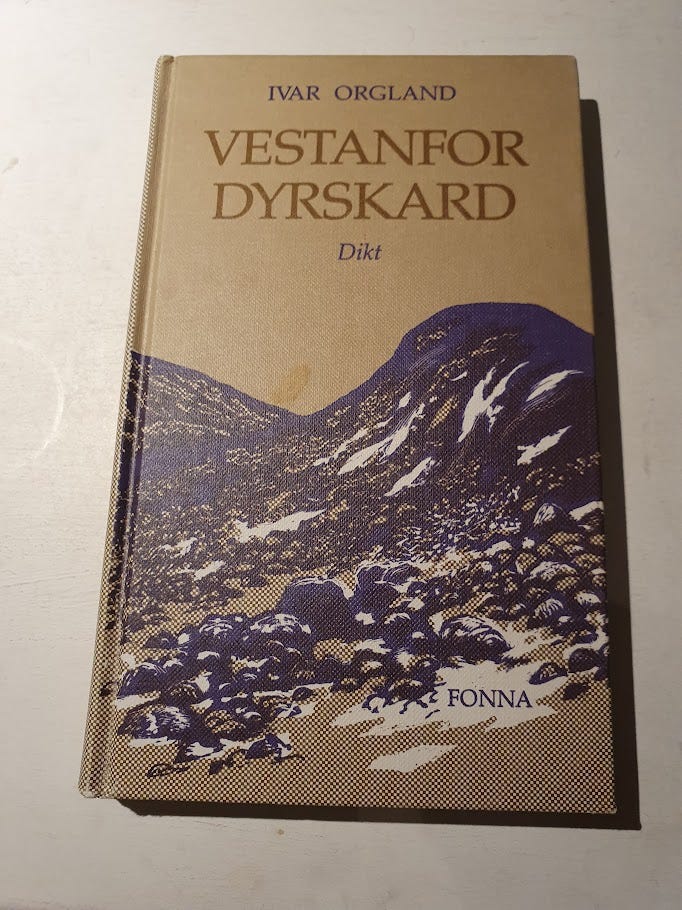 IVAR ORGLAND
VESTANFOR
DYRSKARD
Dikt
FONNA